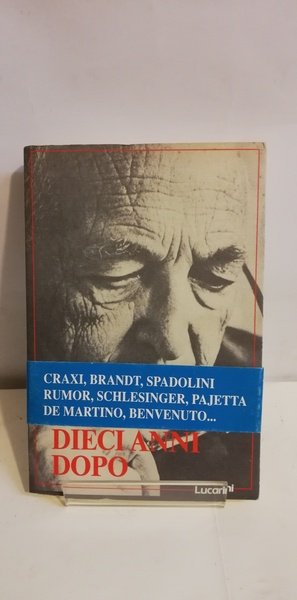 CRAXI, BRANDT, SPADOLINI
RUMOR, SCHLESINGER, PAJETTA
DE MARTINO, BENVENUTO...
DIECI ANNI
DOPO
Lucarini